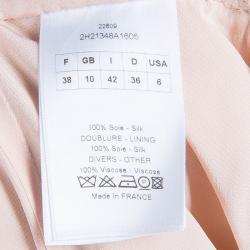 22609
2H21348A1605
F GB I D USA
38 10 42 36 6
100% Soie - Silk
DOUBLURE - LINING
100% Soie - Silk
DIVERS - OTHER
100% Viscose - Viscose
Made In FRANCE